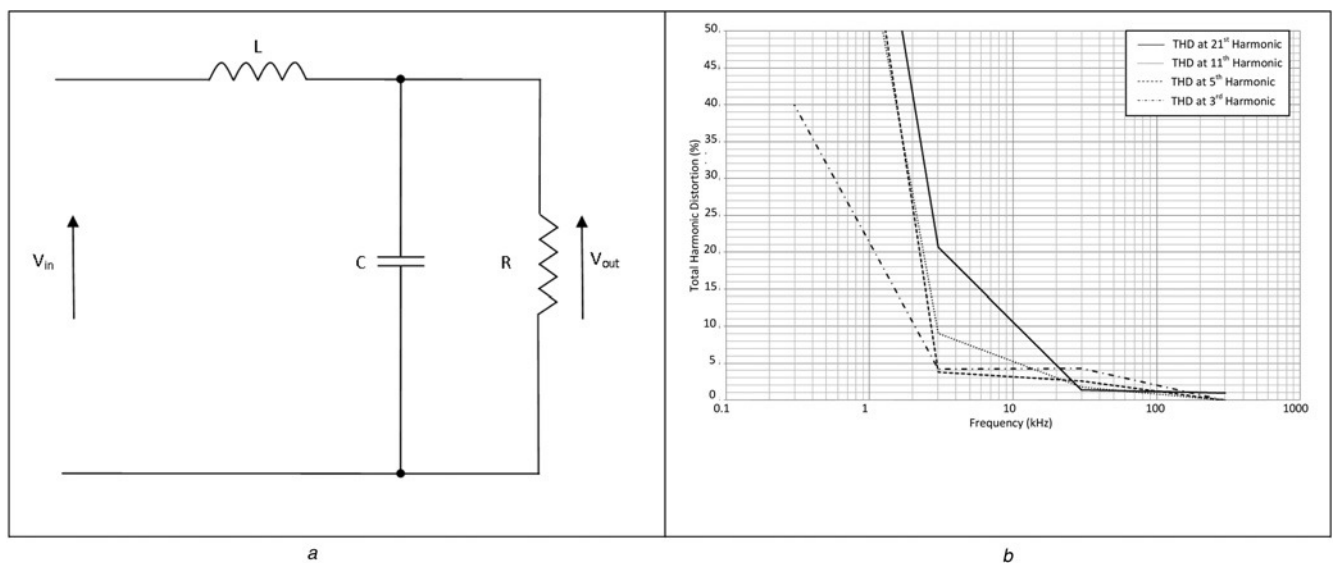 L
V_in
C
R
V_out
a
50.
45.
40.
35.
30.
25.
20.
15.
10.
5.
0.
Total Harmonic Distortion (%)
0.1
1
10
100
1000
Frequency (kHz)
THD at 21st Harmonic
THD at 11th Harmonic
THD at 5th Harmonic
THD at 3rd Harmonic
b